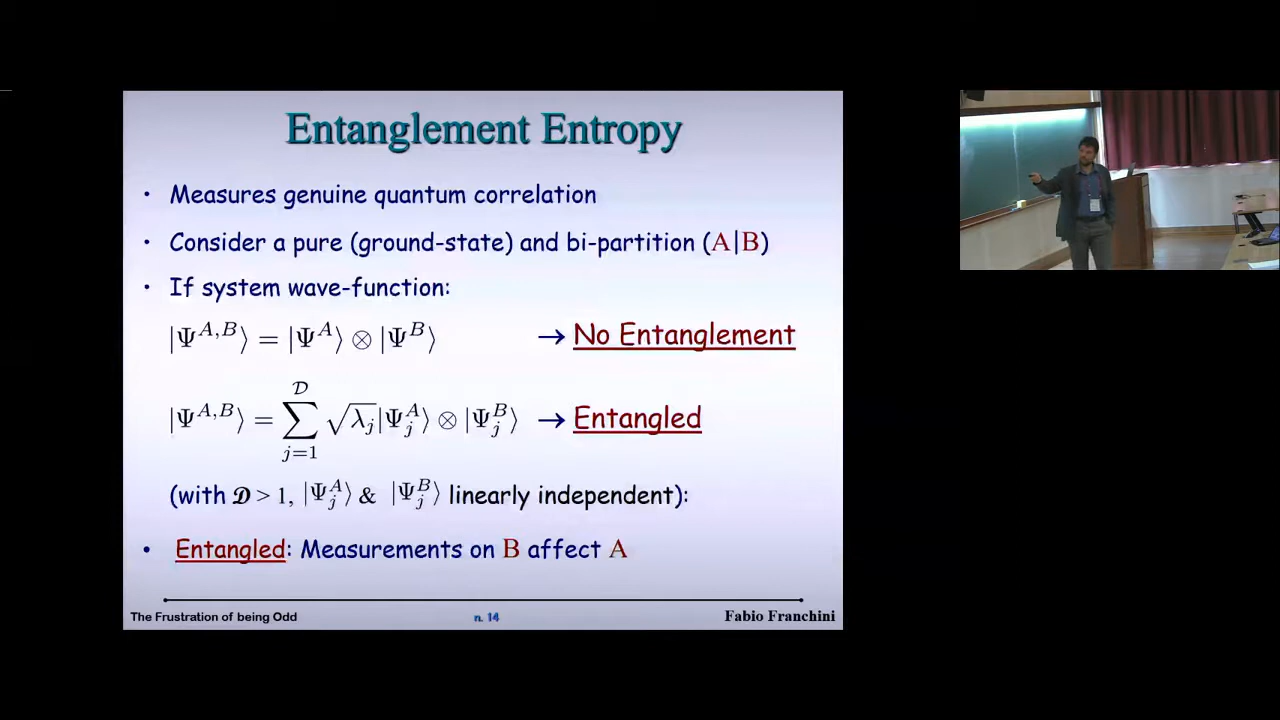 Entanglement Entropy
• Measures genuine quantum correlation
• Consider a pure (ground-state) and bi-partition (A|B)
• If system wave-function:
|Ψ^{A,B}⟩ = |Ψ^A⟩ ⊗ |Ψ^B⟩ → No Entanglement
|Ψ^{A,B}⟩ = ∑_{j=1}^{𝒟} √λ_j |Ψ_j^A⟩ ⊗ |Ψ_j^B⟩ → Entangled
(with 𝒟 > 1, |Ψ_j^A⟩ & |Ψ_j^B⟩ linearly independent):
• Entangled: Measurements on B affect A
The Frustration of being Odd n. 14 Fabio Franchini